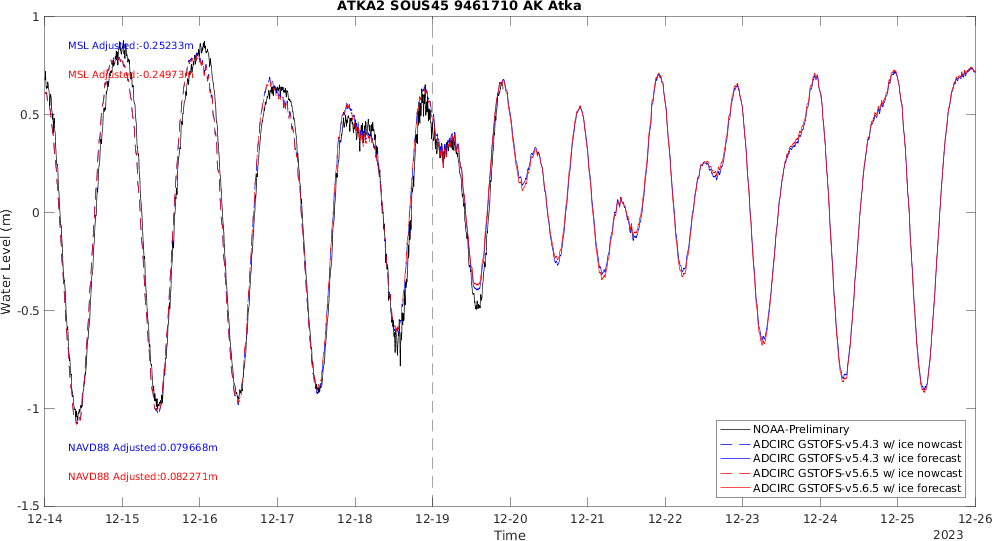 ATKA2 SOUS45 9461710 AK Atka
1
0.5
0
-0.5
-1
-1.5
Water Level (m)
MSL Adjusted:-0.25233m
MSL Adjusted:-0.24973m
NAVD88 Adjusted:0.079668m
NAVD88 Adjusted:0.082271m
NOAA-Preliminary
ADCIRC GSTOFS-v5.4.3 w/ ice nowcast
ADCIRC GSTOFS-v5.4.3 w/ ice forecast
ADCIRC GSTOFS-v5.6.5 w/ ice nowcast
ADCIRC GSTOFS-v5.6.5 w/ ice forecast
12-14 12-15 12-16 12-17 12-18 12-19 12-20 12-21 12-22 12-23 12-24 12-25 12-26
Time
2023